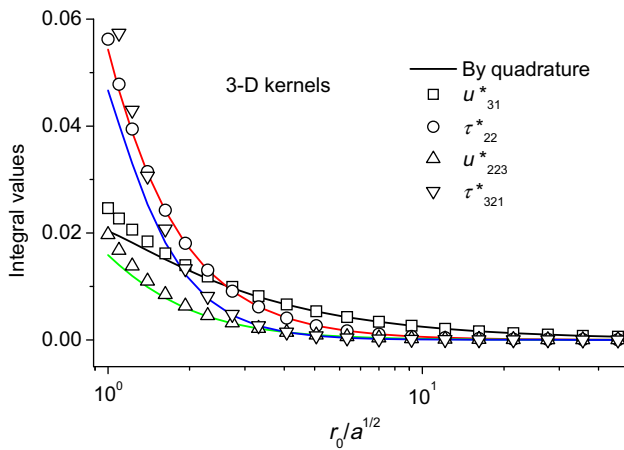 0.06
0.04
0.02
0.00
Integral values
3-D kernels
By quadrature
u*31
τ*22
u*223
τ*321
10^0
10^1
r0/a^1/2